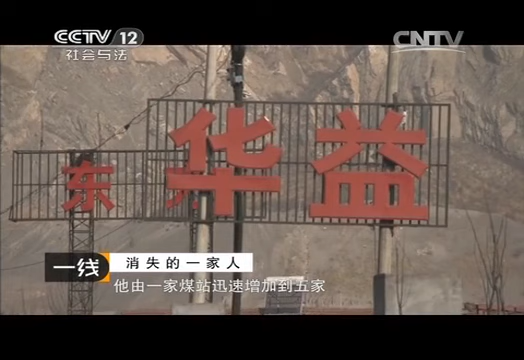 CCTV 12
社会与法
CNTV
华益
东
一线
消失的一家人
他由一家煤站迅速增加到五家